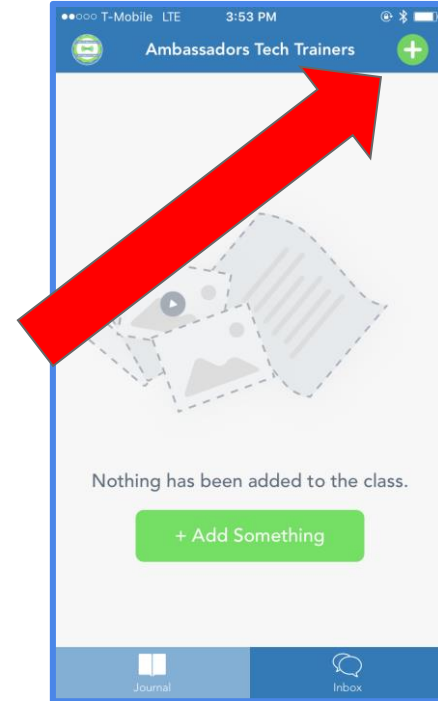 T-Mobile LTE 3:53 PM
Ambassadors Tech Trainers
Nothing has been added to the class.
+ Add Something
Journal
Inbox